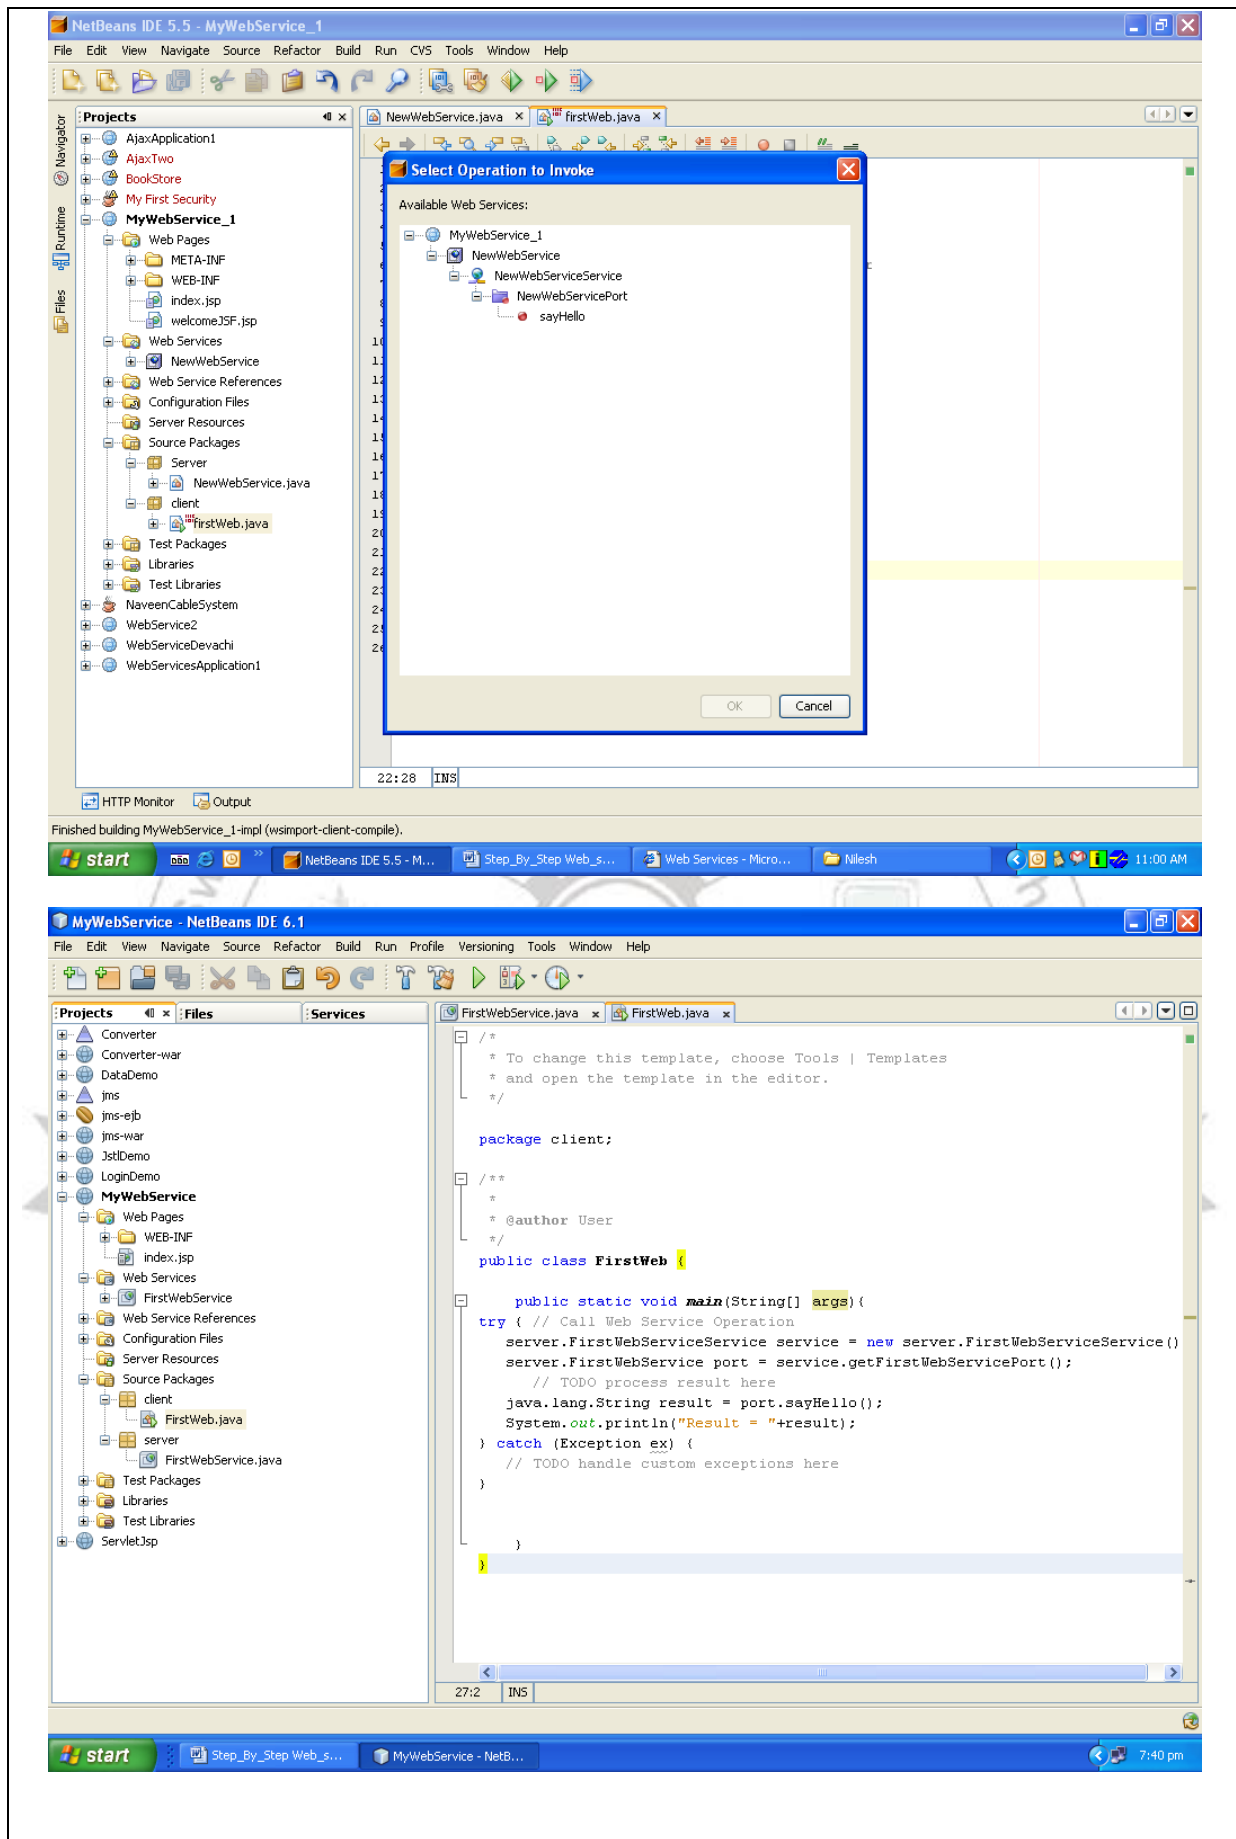 NetBeans IDE 5.5 - MyWebService_1
File Edit View Navigate Source Refactor Build Run CVS Tools Window Help
Projects
NewWebService.java
firstWeb.java
Navigator
Runtime
Files
AjaxApplication1
AjaxTwo
BookStore
My First Security
MyWebService_1
Web Pages
META-INF
WEB-INF
index.jsp
welcomeJSF.jsp
Web Services
NewWebService
Web Service References
Configuration Files
Server Resources
Source Packages
Server
NewWebService.java
client
firstWeb.java
Test Packages
Libraries
Test Libraries
NaveenCableSystem
WebService2
WebServiceDevachi
WebServicesApplication1
Select Operation to Invoke
Available Web Services:
MyWebService_1
NewWebService
NewWebServiceService
NewWebServicePort
sayHello
OK Cancel
22:28 INS
HTTP Monitor Output
Finished building MyWebService_1-impl (wsimport-client-compile).
start NetBeans IDE 5.5 - M... Step_By_Step Web_s... Web Services - Micro... Nilesh 11:00 AM
MyWebService - NetBeans IDE 6.1
File Edit View Navigate Source Refactor Build Run Profile Versioning Tools Window Help
Projects Files Services
FirstWebService.java FirstWeb.java
Converter
Converter-war
DataDemo
jms
jms-ejb
jms-war
JstlDemo
LoginDemo
MyWebService
Web Pages
WEB-INF
index.jsp
Web Services
FirstWebService
Web Service References
Configuration Files
Server Resources
Source Packages
client
FirstWeb.java
server
FirstWebService.java
Test Packages
Libraries
Test Libraries
ServletJsp
/*
* To change this template, choose Tools | Templates
* and open the template in the editor.
*/
package client;
/**
*
* @author User
*/
public class FirstWeb {
public static void main(String[] args){
try { // Call Web Service Operation
server.FirstWebServiceService service = new server.FirstWebServiceService()
server.FirstWebService port = service.getFirstWebServicePort();
// TODO process result here
java.lang.String result = port.sayHello();
System.out.println("Result = "+result);
} catch (Exception ex) {
// TODO handle custom exceptions here
}
}
}
27:2 INS
start Step_By_Step Web_s... MyWebService - NetB... 7:40 pm